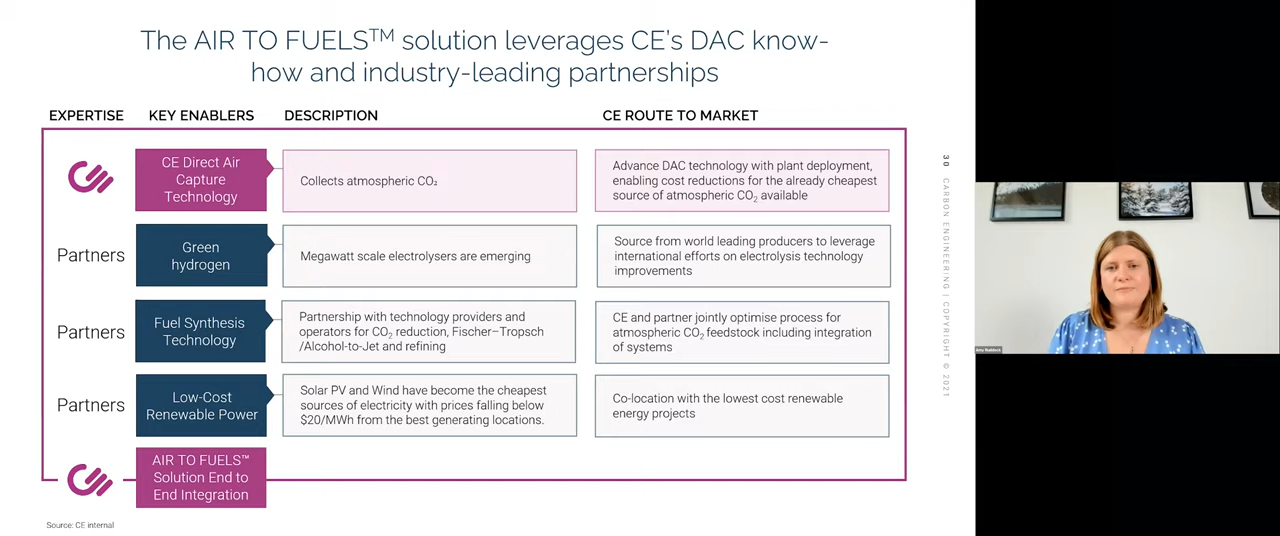 The AIR TO FUELS™ solution leverages CE's DAC know-
how and industry-leading partnerships
EXPERTISE
KEY ENABLERS
DESCRIPTION
CE ROUTE TO MARKET
CE Direct Air
Capture
Technology
Collects atmospheric CO₂
Advance DAC technology with plant deployment,
enabling cost reductions for the already cheapest
source of atmospheric CO₂ available
Partners
Green
hydrogen
Megawatt scale electrolysers are emerging
Source from world leading producers to leverage
international efforts on electrolysis technology
improvements
Partners
Fuel Synthesis
Technology
Partnership with technology providers and
operators for CO₂ reduction, Fischer–Tropsch
/Alcohol-to-Jet and refining
CE and partner jointly optimise process for
atmospheric CO₂ feedstock including integration
of systems
Partners
Low-Cost
Renewable Power
Solar PV and Wind have become the cheapest
sources of electricity with prices falling below
$20/MWh from the best generating locations.
Co-location with the lowest cost renewable
energy projects
AIR TO FUELS™
Solution End to
End Integration
Source: CE internal
30 CARBON ENGINEERING | COPYRIGHT © 2021